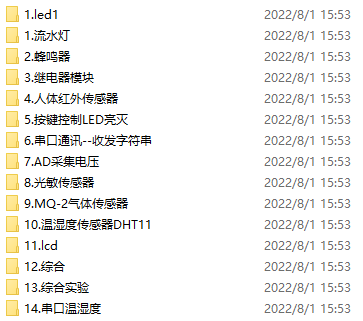 1.led1 2022/8/1 15:53
1.流水灯 2022/8/1 15:53
2.蜂鸣器 2022/8/1 15:53
3.继电器模块 2022/8/1 15:53
4.人体红外传感器 2022/8/1 15:53
5.按键控制LED亮灭 2022/8/1 15:53
6.串口通讯--收发字符串 2022/8/1 15:53
7.AD采集电压 2022/8/1 15:53
8.光敏传感器 2022/8/1 15:53
9.MQ-2气体传感器 2022/8/1 15:53
10.温湿度传感器DHT11 2022/8/1 15:53
11.lcd 2022/8/1 15:53
12.综合 2022/8/1 15:53
13.综合实验 2022/8/1 15:53
14.串口温湿度 2022/8/1 15:53